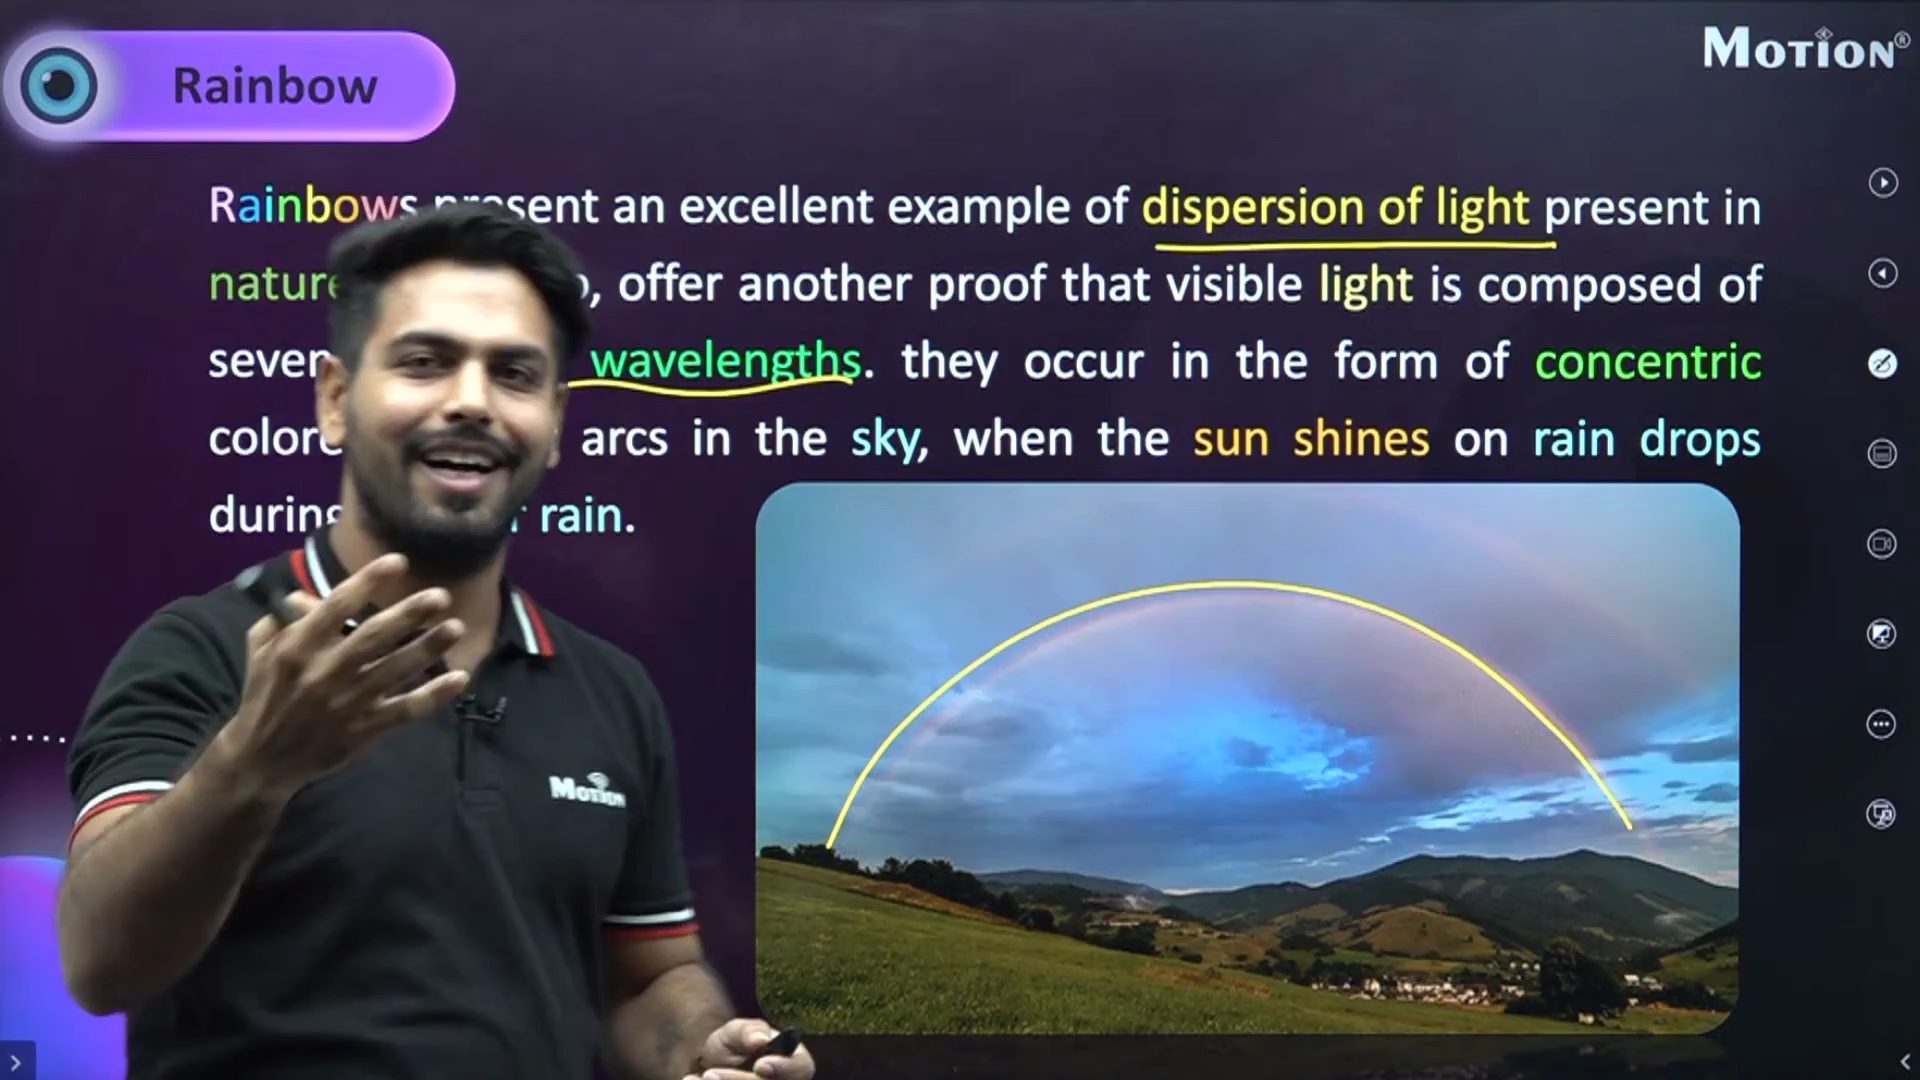 Rainbow
MOTION®
Rainbows present an excellent example of dispersion of light present in
nature, offer another proof that visible light is composed of
seven wavelengths. they occur in the form of concentric
arcs in the sky, when the sun shines on rain drops
during rain.
MOTION